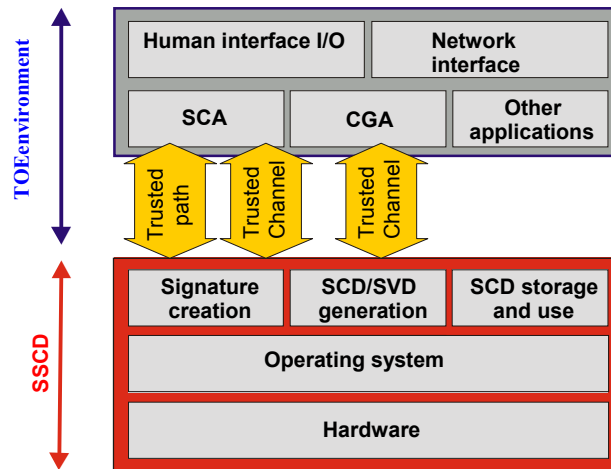 TOEenvironment
Human interface I/O
Network
interface
SCA
CGA
Other
applications
Trusted
path
Trusted
Channel
Trusted
Channel
SSCD
Signature
creation
SCD/SVD
generation
SCD storage
and use
Operating system
Hardware